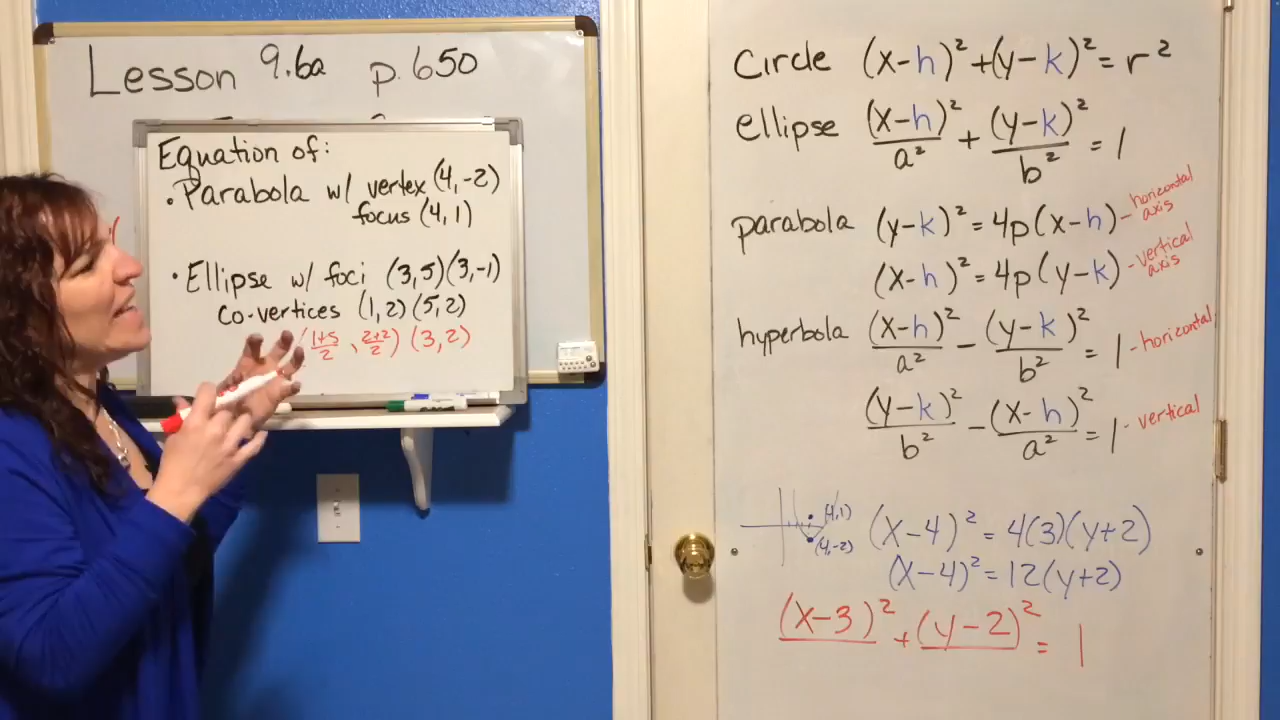 Lesson 9.6a p.650
Equation of:
• Parabola w/ vertex (4,-2)
focus (4,1)
• Ellipse w/ foci (3,5)(3,-1)
co-vertices (1,2)(5,2)
(1+5/2, 2+2/2) (3,2)
Circle (x-h)²+(y-k)²=r²
ellipse (x-h)²/a² + (y-k)²/b² = 1
parabola (y-k)²=4p(x-h) - horizontal axis
(x-h)²=4p(y-k) - vertical axis
hyperbola (x-h)²/a² - (y-k)²/b² = 1 - horizontal
(y-k)²/b² - (x-h)²/a² = 1 - vertical
(4,1)
(4,-2)
(x-4)² = 4(3)(y+2)
(x-4)²=12(y+2)
(x-3)² + (y-2)² = 1